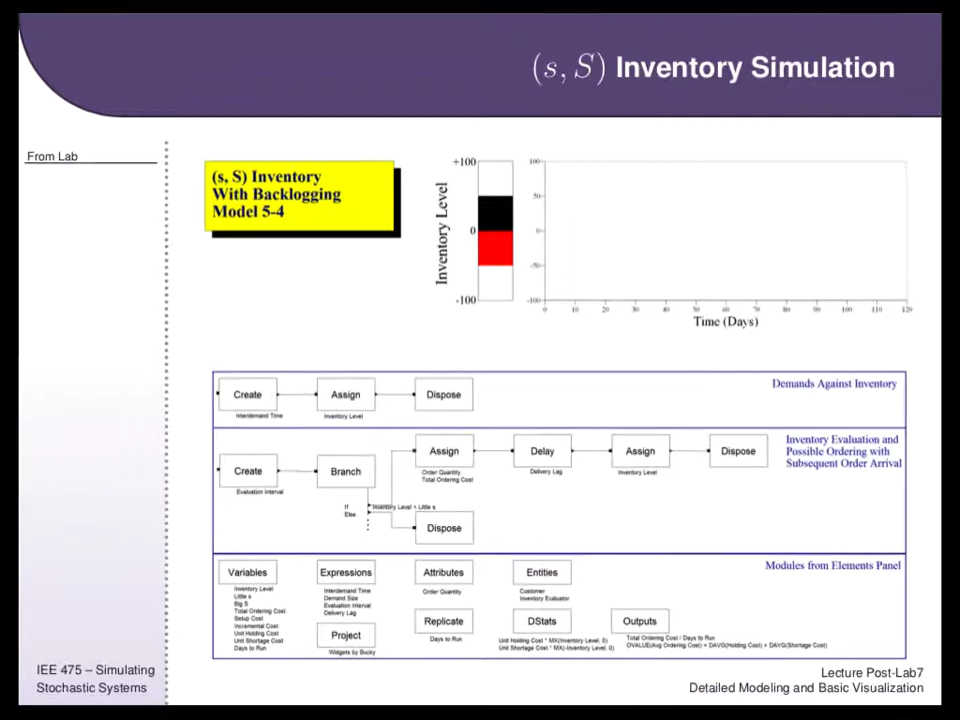 (s, S) Inventory Simulation
From Lab
(s, S) Inventory
With Backlogging
Model 5-4
Inventory Level
+100
0
-100
100
50
0
-50
-100
0 10 20 30 40 50 60 70 80 90 100 110 120
Time (Days)
Demands Against Inventory
Create
Interdemand Time
Assign
Inventory Level
Dispose
Inventory Evaluation and
Possible Ordering with
Subsequent Order Arrival
Create
Evaluation Interval
Branch
If
Else
Inventory Level < Little s
Assign
Order Quantity
Total Ordering Cost
Delay
Delivery Lag
Assign
Inventory Level
Dispose
Dispose
Modules from Elements Panel
Variables
Inventory Level
Little s
Big S
Total Ordering Cost
Setup Cost
Incremental Cost
Unit Holding Cost
Unit Shortage Cost
Days to Run
Expressions
Interdemand Time
Demand Size
Evaluation Interval
Delivery Lag
Project
Widgets by Bucky
Attributes
Order Quantity
Replicate
Days to Run
Entities
Customer
Inventory Evaluator
DStats
Unit Holding Cost * MX(Inventory Level, 0)
Unit Shortage Cost * MX(-Inventory Level, 0)
Outputs
Total Ordering Cost / Days to Run
OVALUE(Avg Ordering Cost) + DAVG(Holding Cost) + DAVG(Shortage Cost)
IEE 475 – Simulating
Stochastic Systems
Lecture Post-Lab7
Detailed Modeling and Basic Visualization